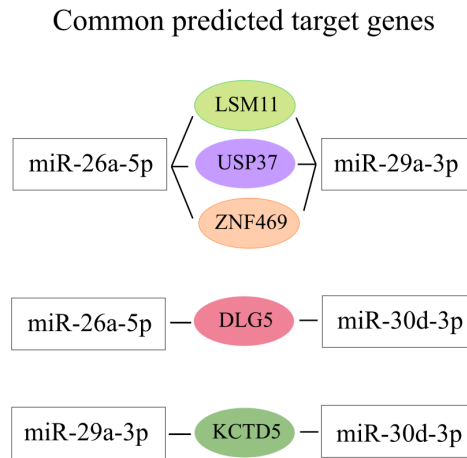 Common predicted target genes
LSM11
miR-26a-5p USP37 miR-29a-3p
ZNF469
miR-26a-5p DLG5 miR-30d-3p
miR-29a-3p KCTD5 miR-30d-3p